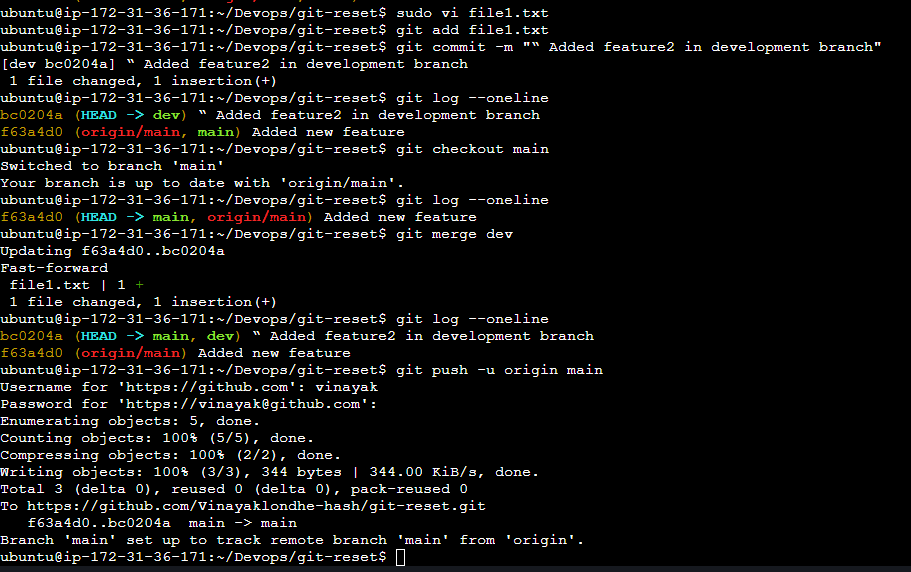 ubuntu@ip-172-31-36-171:~/Devops/git-reset$ sudo vi file1.txt
ubuntu@ip-172-31-36-171:~/Devops/git-reset$ git add file1.txt
ubuntu@ip-172-31-36-171:~/Devops/git-reset$ git commit -m "“ Added feature2 in development branch"
[dev bc0204a] “ Added feature2 in development branch
 1 file changed, 1 insertion(+)
ubuntu@ip-172-31-36-171:~/Devops/git-reset$ git log --oneline
bc0204a (HEAD -> dev) “ Added feature2 in development branch
f63a4d0 (origin/main, main) Added new feature
ubuntu@ip-172-31-36-171:~/Devops/git-reset$ git checkout main
Switched to branch 'main'
Your branch is up to date with 'origin/main'.
ubuntu@ip-172-31-36-171:~/Devops/git-reset$ git log --oneline
f63a4d0 (HEAD -> main, origin/main) Added new feature
ubuntu@ip-172-31-36-171:~/Devops/git-reset$ git merge dev
Updating f63a4d0..bc0204a
Fast-forward
 file1.txt | 1 +
 1 file changed, 1 insertion(+)
ubuntu@ip-172-31-36-171:~/Devops/git-reset$ git log --oneline
bc0204a (HEAD -> main, dev) “ Added feature2 in development branch
f63a4d0 (origin/main) Added new feature
ubuntu@ip-172-31-36-171:~/Devops/git-reset$ git push -u origin main
Username for 'https://github.com': vinayak
Password for 'https://vinayak@github.com':
Enumerating objects: 5, done.
Counting objects: 100% (5/5), done.
Compressing objects: 100% (2/2), done.
Writing objects: 100% (3/3), 344 bytes | 344.00 KiB/s, done.
Total 3 (delta 0), reused 0 (delta 0), pack-reused 0
To https://github.com/Vinayaklondhe-hash/git-reset.git
   f63a4d0..bc0204a  main -> main
Branch 'main' set up to track remote branch 'main' from 'origin'.
ubuntu@ip-172-31-36-171:~/Devops/git-reset$